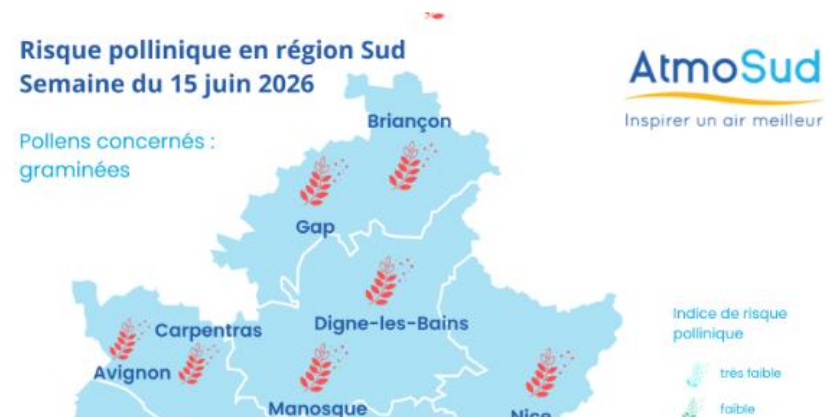 Risque pollinique en région Sud
Semaine du 15 juin 2026
AtmoSud
Inspirer un air meilleur
Pollens concernés :
graminées
Briançon
Gap
Digne-les-Bains
Carpentras
Avignon
Manosque
Nice
Indice de risque
pollinique
très faible
faible